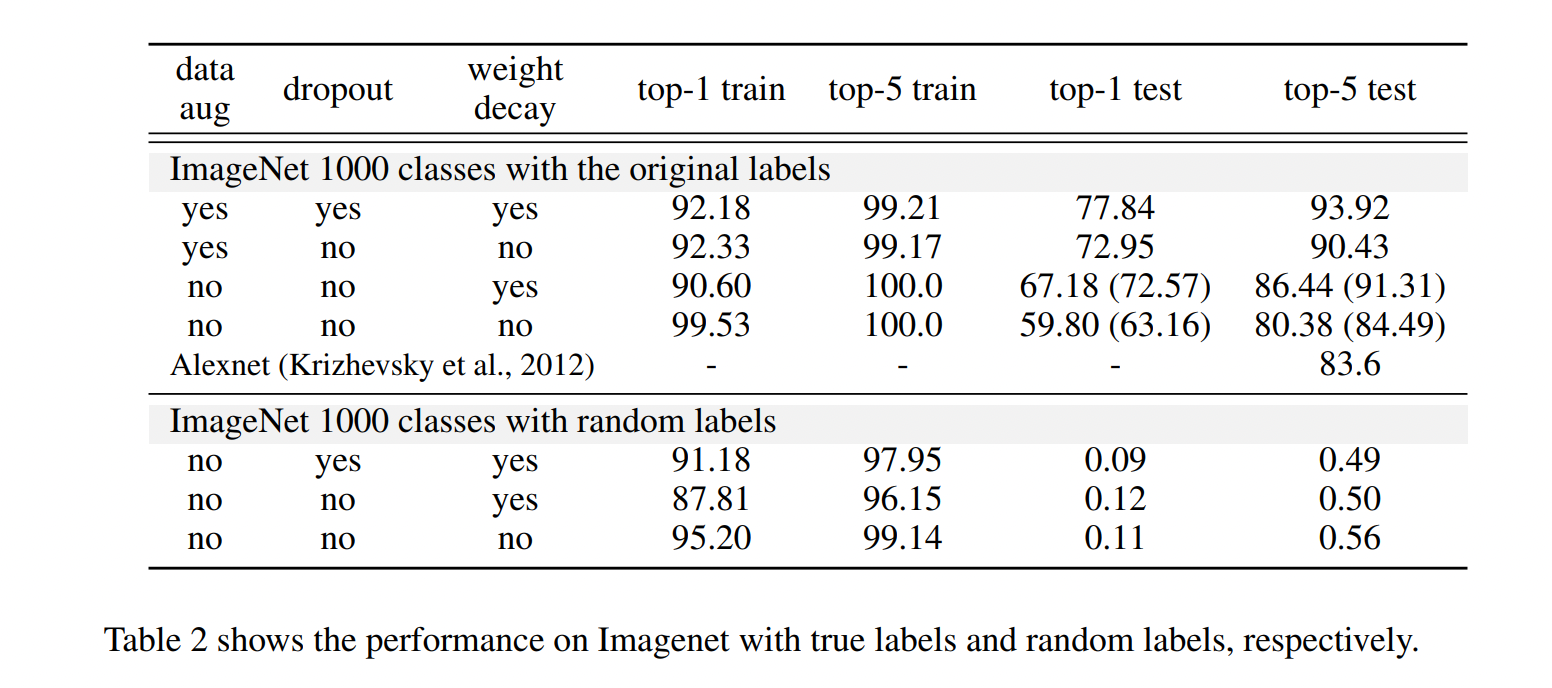 data aug dropout weight decay top-1 train top-5 train top-1 test top-5 test
ImageNet 1000 classes with the original labels
yes yes yes 92.18 99.21 77.84 93.92
yes no no 92.33 99.17 72.95 90.43
no no yes 90.60 100.0 67.18 (72.57) 86.44 (91.31)
no no no 99.53 100.0 59.80 (63.16) 80.38 (84.49)
Alexnet (Krizhevsky et al., 2012) - - - 83.6
ImageNet 1000 classes with random labels
no yes yes 91.18 97.95 0.09 0.49
no no yes 87.81 96.15 0.12 0.50
no no no 95.20 99.14 0.11 0.56
Table 2 shows the performance on Imagenet with true labels and random labels, respectively.